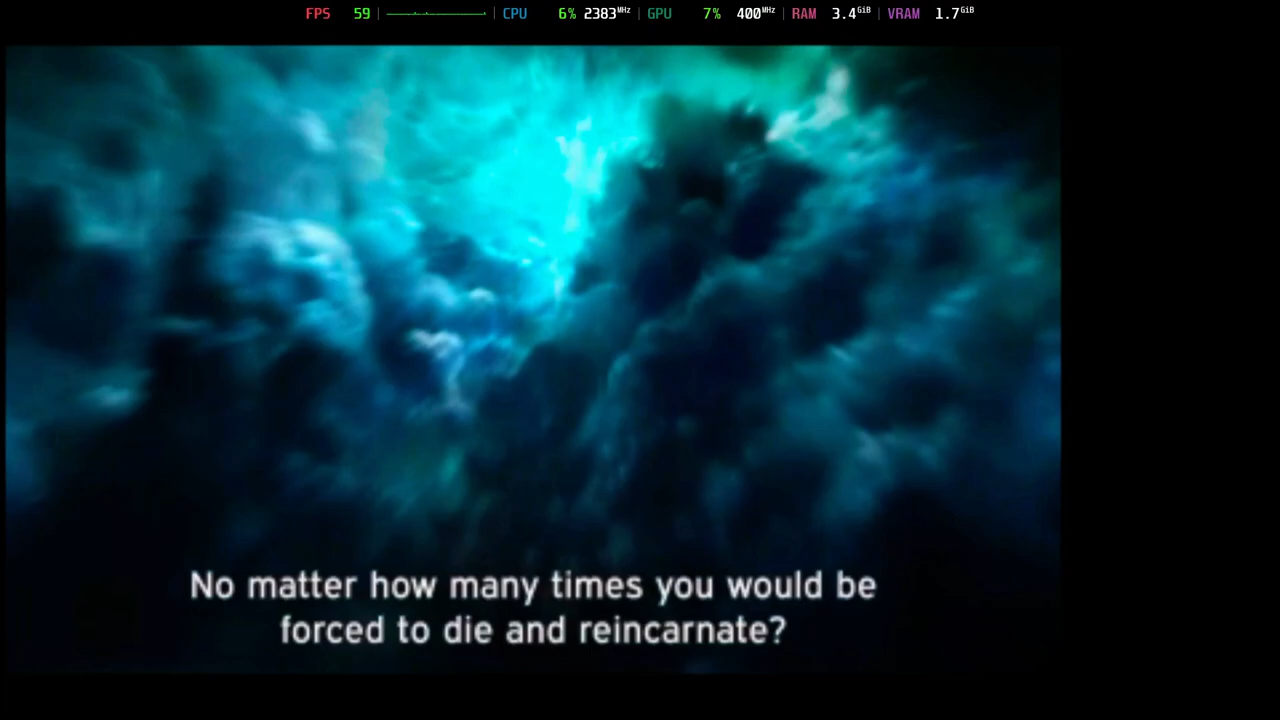 FPS 59 CPU 6% 2383MHz GPU 7% 400MHz RAM 3.4GiB VRAM 1.7GiB
No matter how many times you would be
forced to die and reincarnate?